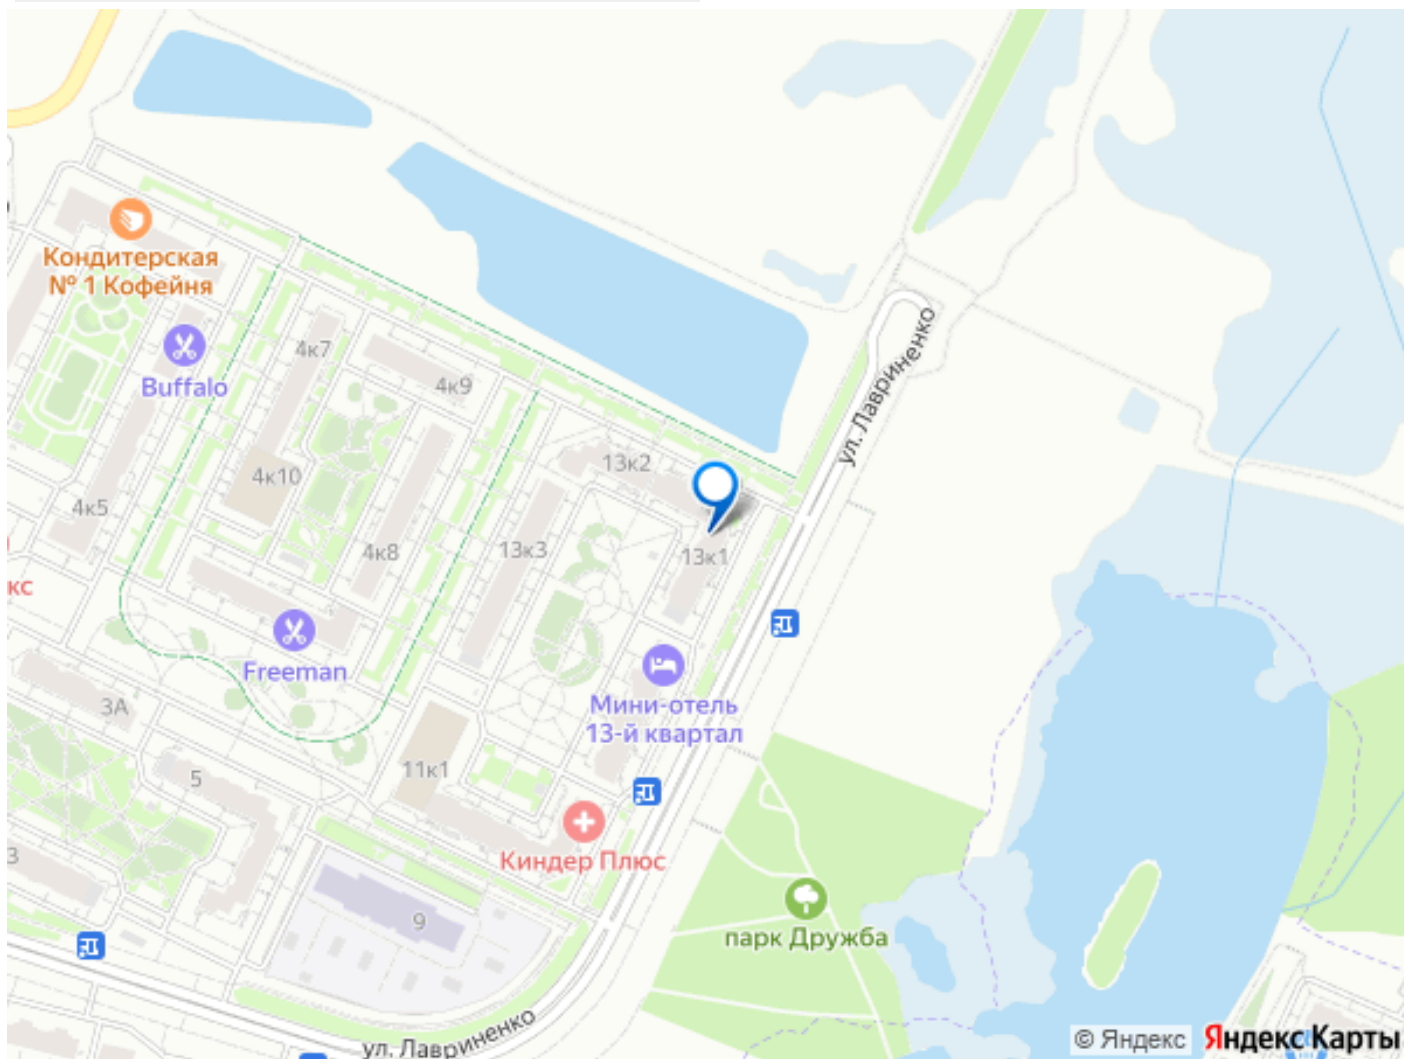 Кондитерская
№ 1 Кофейня
Buffalo
4к7
4к9
4к10
4к5
4к8
13к2
13к3
13к1
ул. Лавриненко
кс
Freeman
Мини-отель
13-й квартал
3А
5
11к1
Киндер Плюс
3
9
парк Дружба
ул. Лавриненко
© Яндекс Яндекс Карты